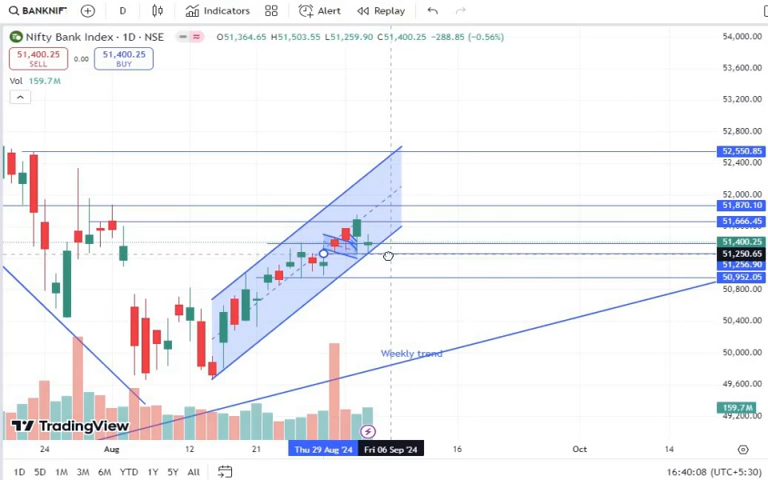 BANKNIF D Indicators Alert Replay
Nifty Bank Index · 1D · NSE O51,364.65 H51,503.55 L51,259.90 C51,400.25 -288.85 (-0.56%)
51,400.25 SELL 0.00 51,400.25 BUY
Vol 159.7M
54,000.00
53,600.00
53,200.00
52,800.00
52,550.85
52,400.00
52,000.00
51,870.10
51,666.45
51,400.25
51,250.65
51,256.90
50,952.05
50,800.00
50,400.00
50,000.00
Weekly trend
49,600.00
159.7M
49,200.00
TradingView
24 Aug 12 21 Thu 29 Aug '24 Fri 06 Sep '24 16 Oct 14
1D 5D 1M 3M 6M YTD 1Y 5Y All 16:40:08 (UTC+5:30)